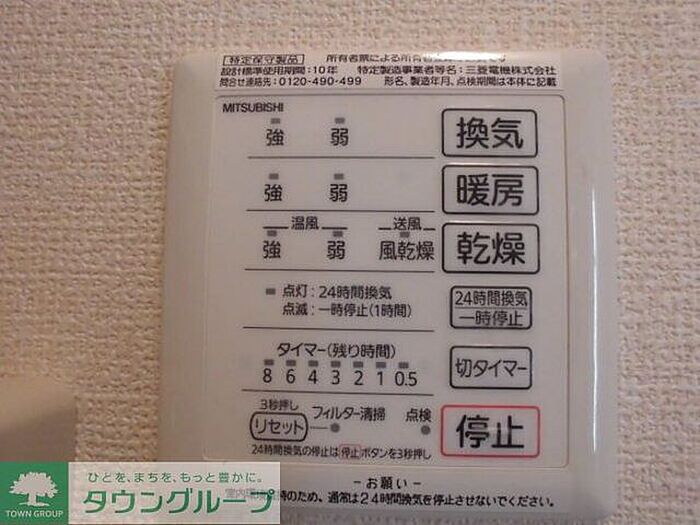 特定保守製品 所有者票による所有者
設計標準使用期間:10年 特定製造事業者等名:三菱電機株式会社
問合せ連絡先:0120-490-499 形名、製造年月、点検期間は本体に記載
MITSUBISHI
強 弱 換気
強 弱 暖房
温風 送風
強 弱 風乾燥 乾燥
点灯:24時間換気
点滅:一時停止(1時間)
24時間換気
一時停止
タイマー(残り時間)
8 6 4 3 2 1 0.5
切タイマー
3秒押し
リセット フィルター清掃 点検
停止
24時間換気の停止は停止ボタンを3秒押し
－お願い－
のため、通常は24時間換気を停止させないでください。
ひとを、まちを、もっと豊かに。
タウングループ
TOWN GROUP